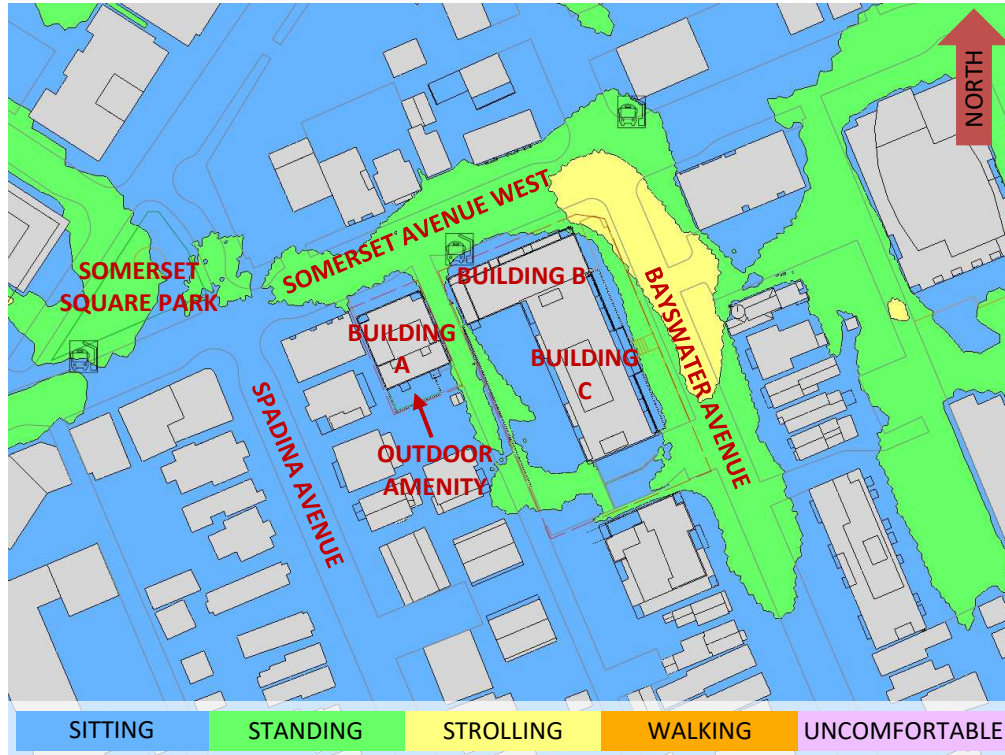 NORTH
SOMERSET AVENUE WEST
SOMERSET
SQUARE PARK
BUILDING B
BUILDING
A
BUILDING
C
BAYSWATER AVENUE
SPADINA AVENUE
OUTDOOR
AMENITY
SITTING
STANDING
STROLLING
WALKING
UNCOMFORTABLE